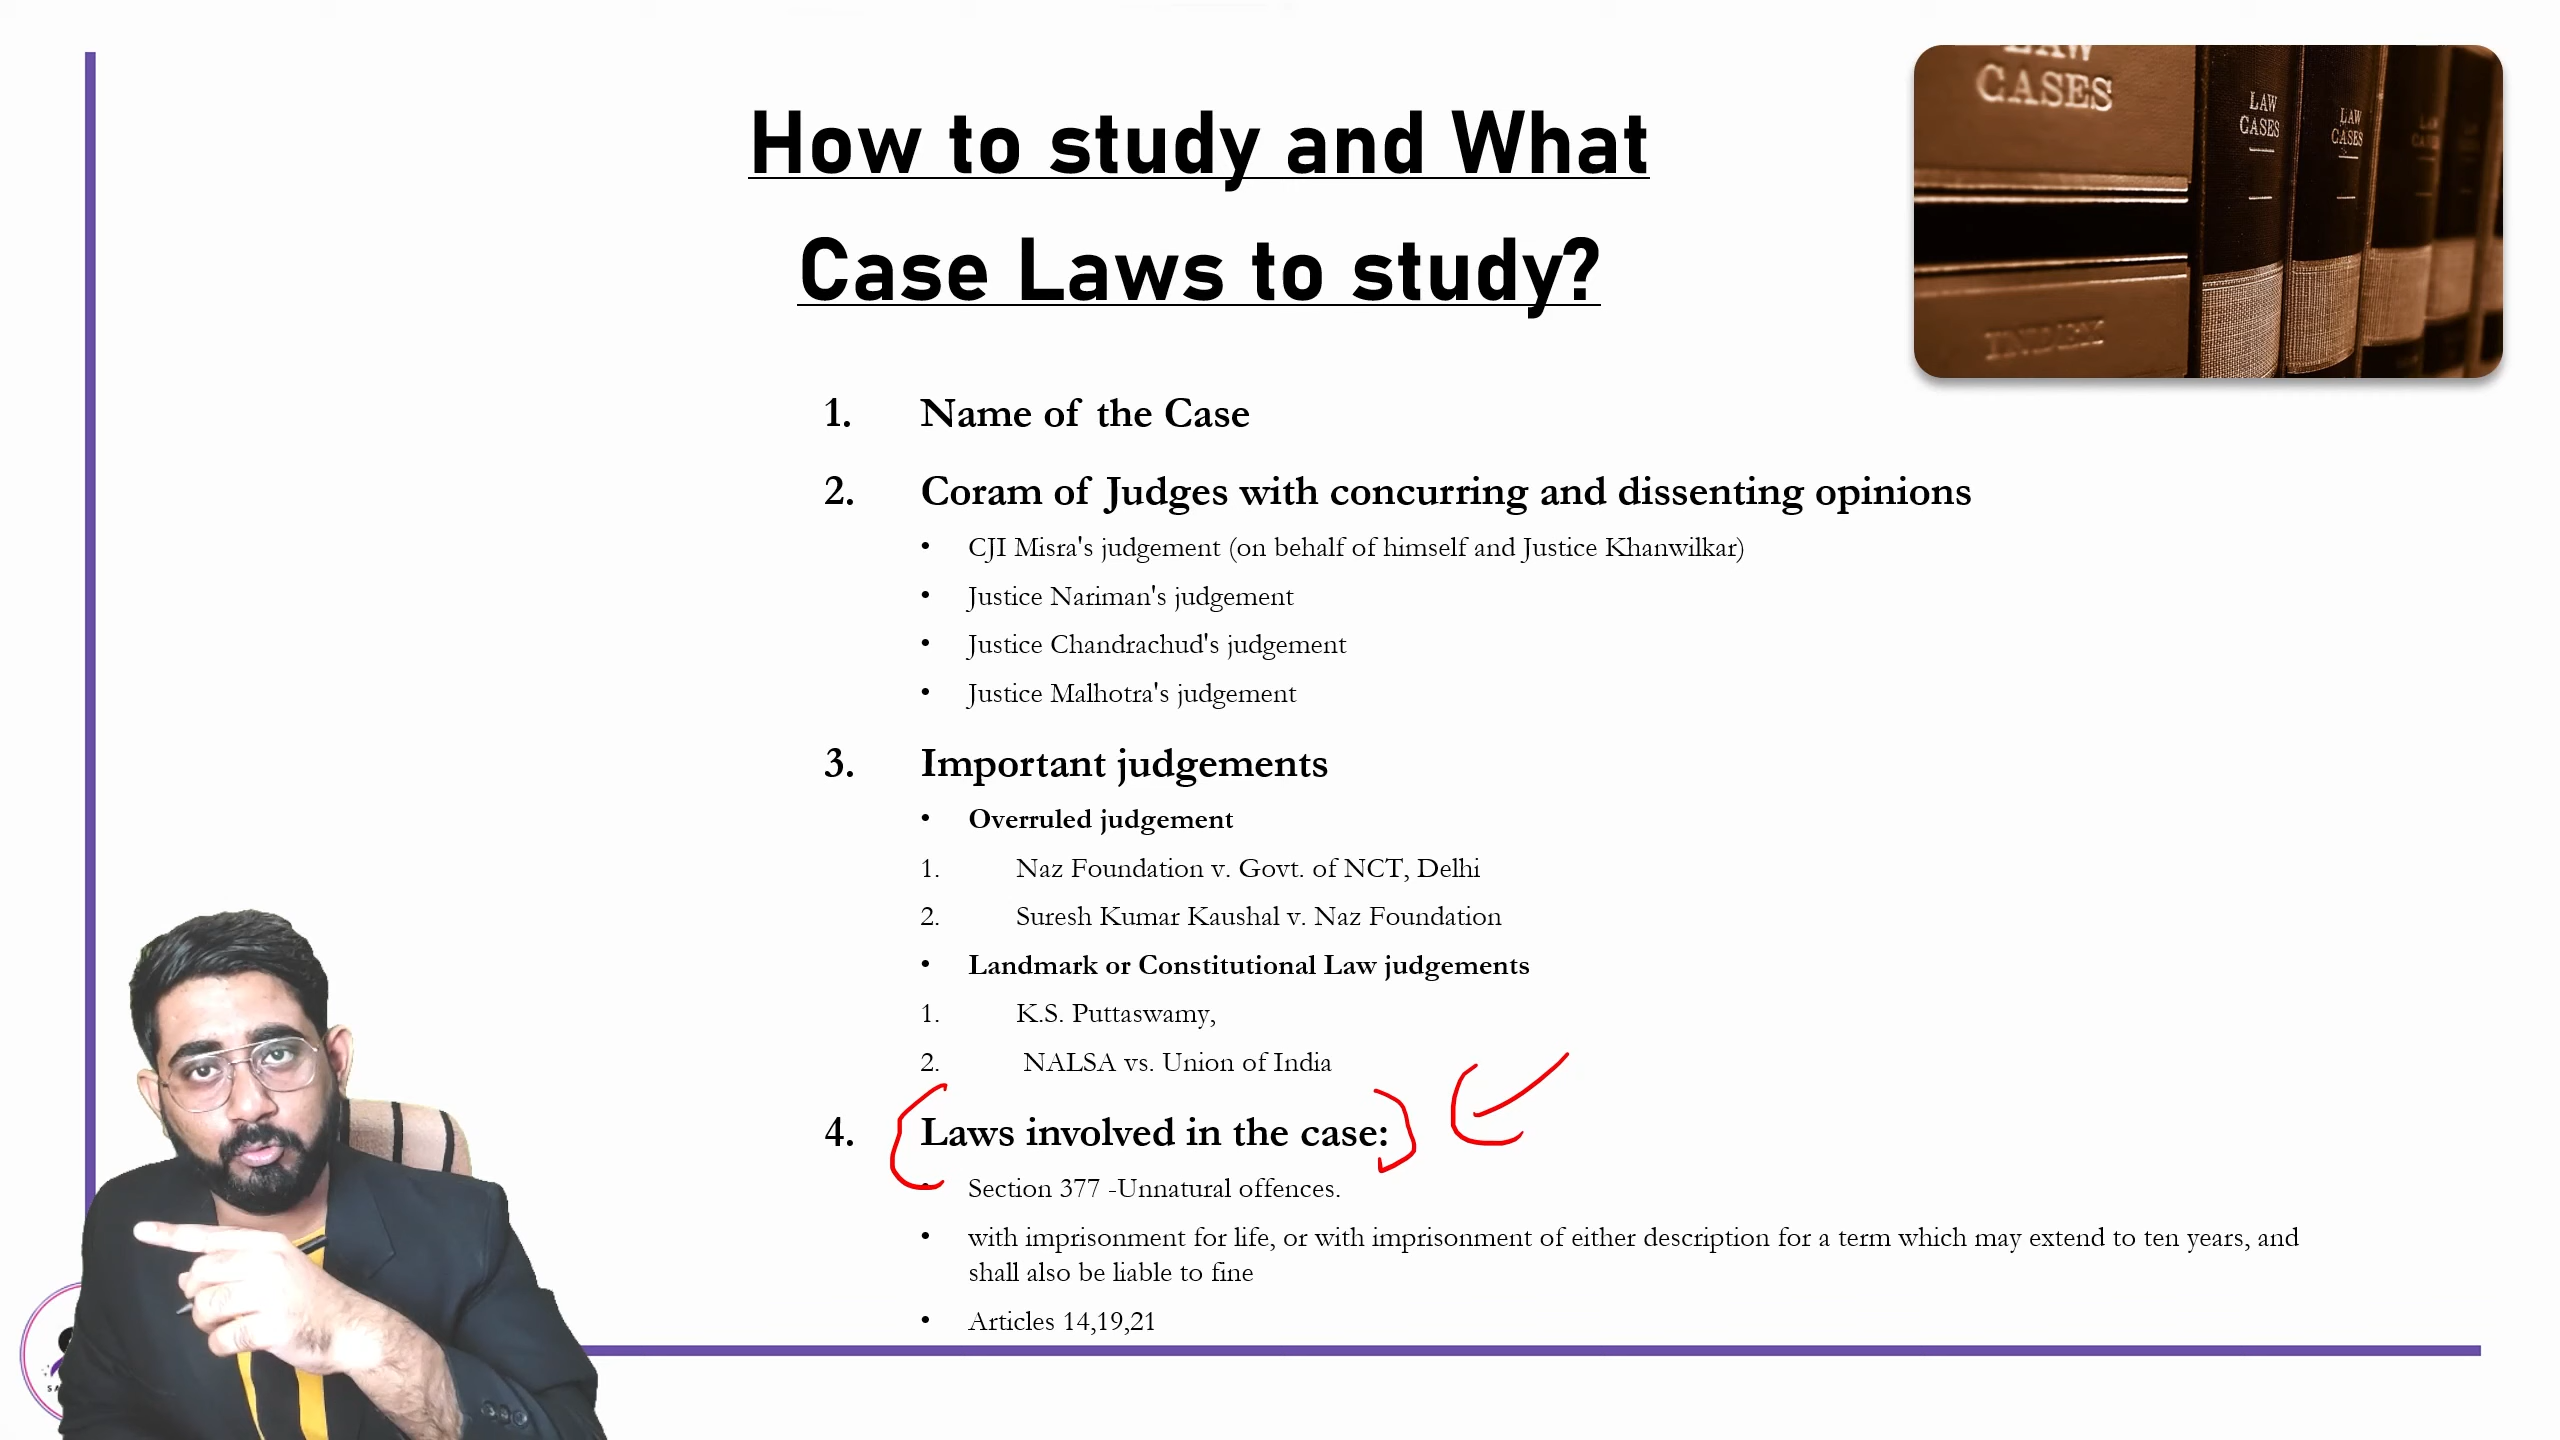 How to study and What
Case Laws to study?
LAW
CASES
INDEX
LAW
CASES
LAW
CASES
1. Name of the Case
2. Coram of Judges with concurring and dissenting opinions
• CJI Misra's judgement (on behalf of himself and Justice Khanwilkar)
• Justice Nariman's judgement
• Justice Chandrachud's judgement
• Justice Malhotra's judgement
3. Important judgements
• Overruled judgement
1. Naz Foundation v. Govt. of NCT, Delhi
2. Suresh Kumar Kaushal v. Naz Foundation
• Landmark or Constitutional Law judgements
1. K.S. Puttaswamy,
2. NALSA vs. Union of India
4. Laws involved in the case:
• Section 377 -Unnatural offences.
• with imprisonment for life, or with imprisonment of either description for a term which may extend to ten years, and
shall also be liable to fine
• Articles 14,19,21